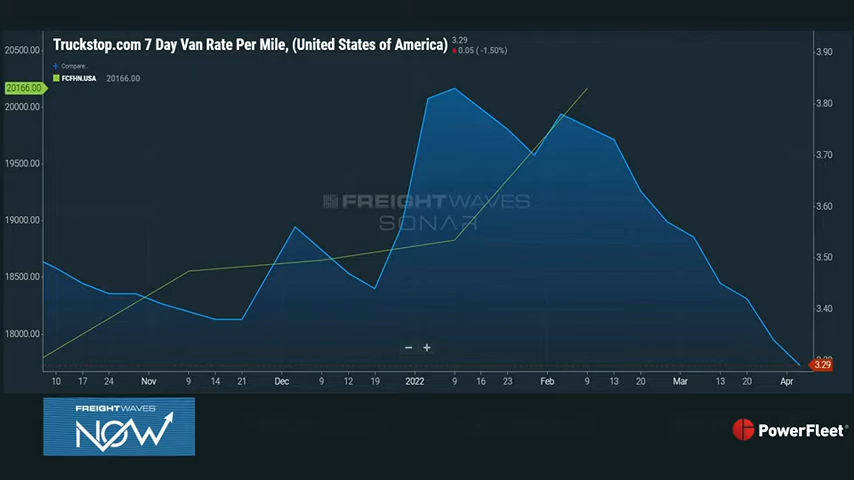 Truckstop.com 7 Day Van Rate Per Mile, (United States of America)
3.29
0.05 (-1.50%)
+ Compare..
FCFHN.USA 20166.00
20500.00
20166.00
20000.00
19500.00
19000.00
18500.00
18000.00
3.90
3.80
3.70
3.60
3.50
3.40
3.29
FREIGHTWAVES
SONAR
− +
10 17 24 Nov 9 14 21 Dec 9 12 19 2022 9 16 23 Feb 9 13 20 Mar 13 20 Apr
FREIGHTWAVES
NOW
PowerFleet